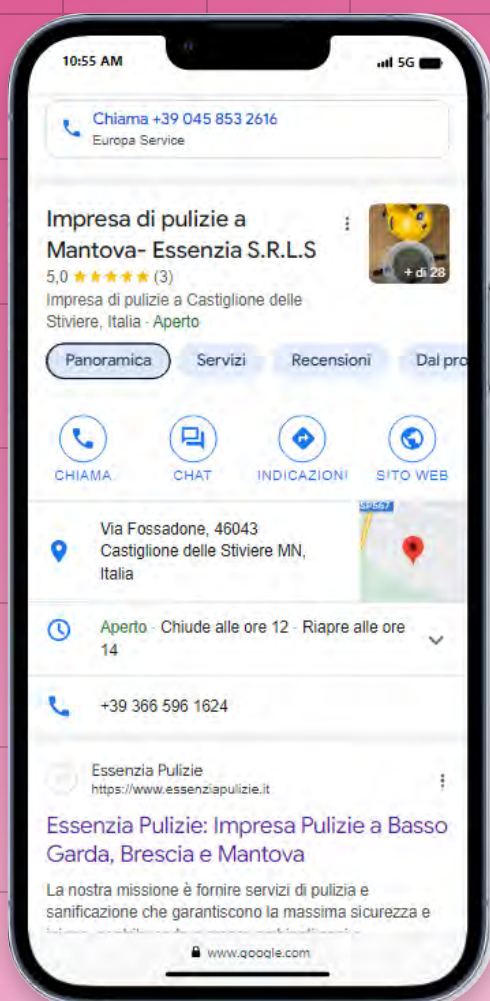 10:55 AM
5G
Chiama +39 045 853 2616
Europa Service
Impresa di pulizie a
Mantova- Essenzia S.R.L.S
+ di 28
5,0 ★★★★★ (3)
Impresa di pulizie a Castiglione delle
Stiviere, Italia · Aperto
Panoramica Servizi Recensioni Dal pro
CHIAMA CHAT INDICAZIONI SITO WEB
SP567
Via Fossadone, 46043
Castiglione delle Stiviere MN,
Italia
Aperto · Chiude alle ore 12 · Riapre alle ore
14
+39 366 596 1624
Essenzia Pulizie
https://www.essenziapulizie.it
Essenzia Pulizie: Impresa Pulizie a Basso
Garda, Brescia e Mantova
La nostra missione è fornire servizi di pulizia e
sanificazione che garantiscono la massima sicurezza e
www.google.com